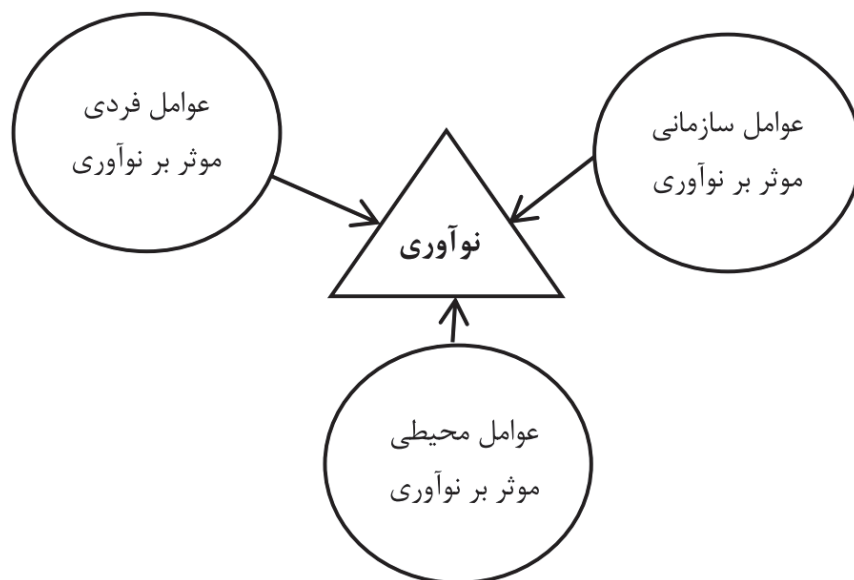 عوامل سازمانی
موثر بر نوآوری
عوامل فردی
موثر بر نوآوری
نوآوری
عوامل محیطی
موثر بر نوآوری